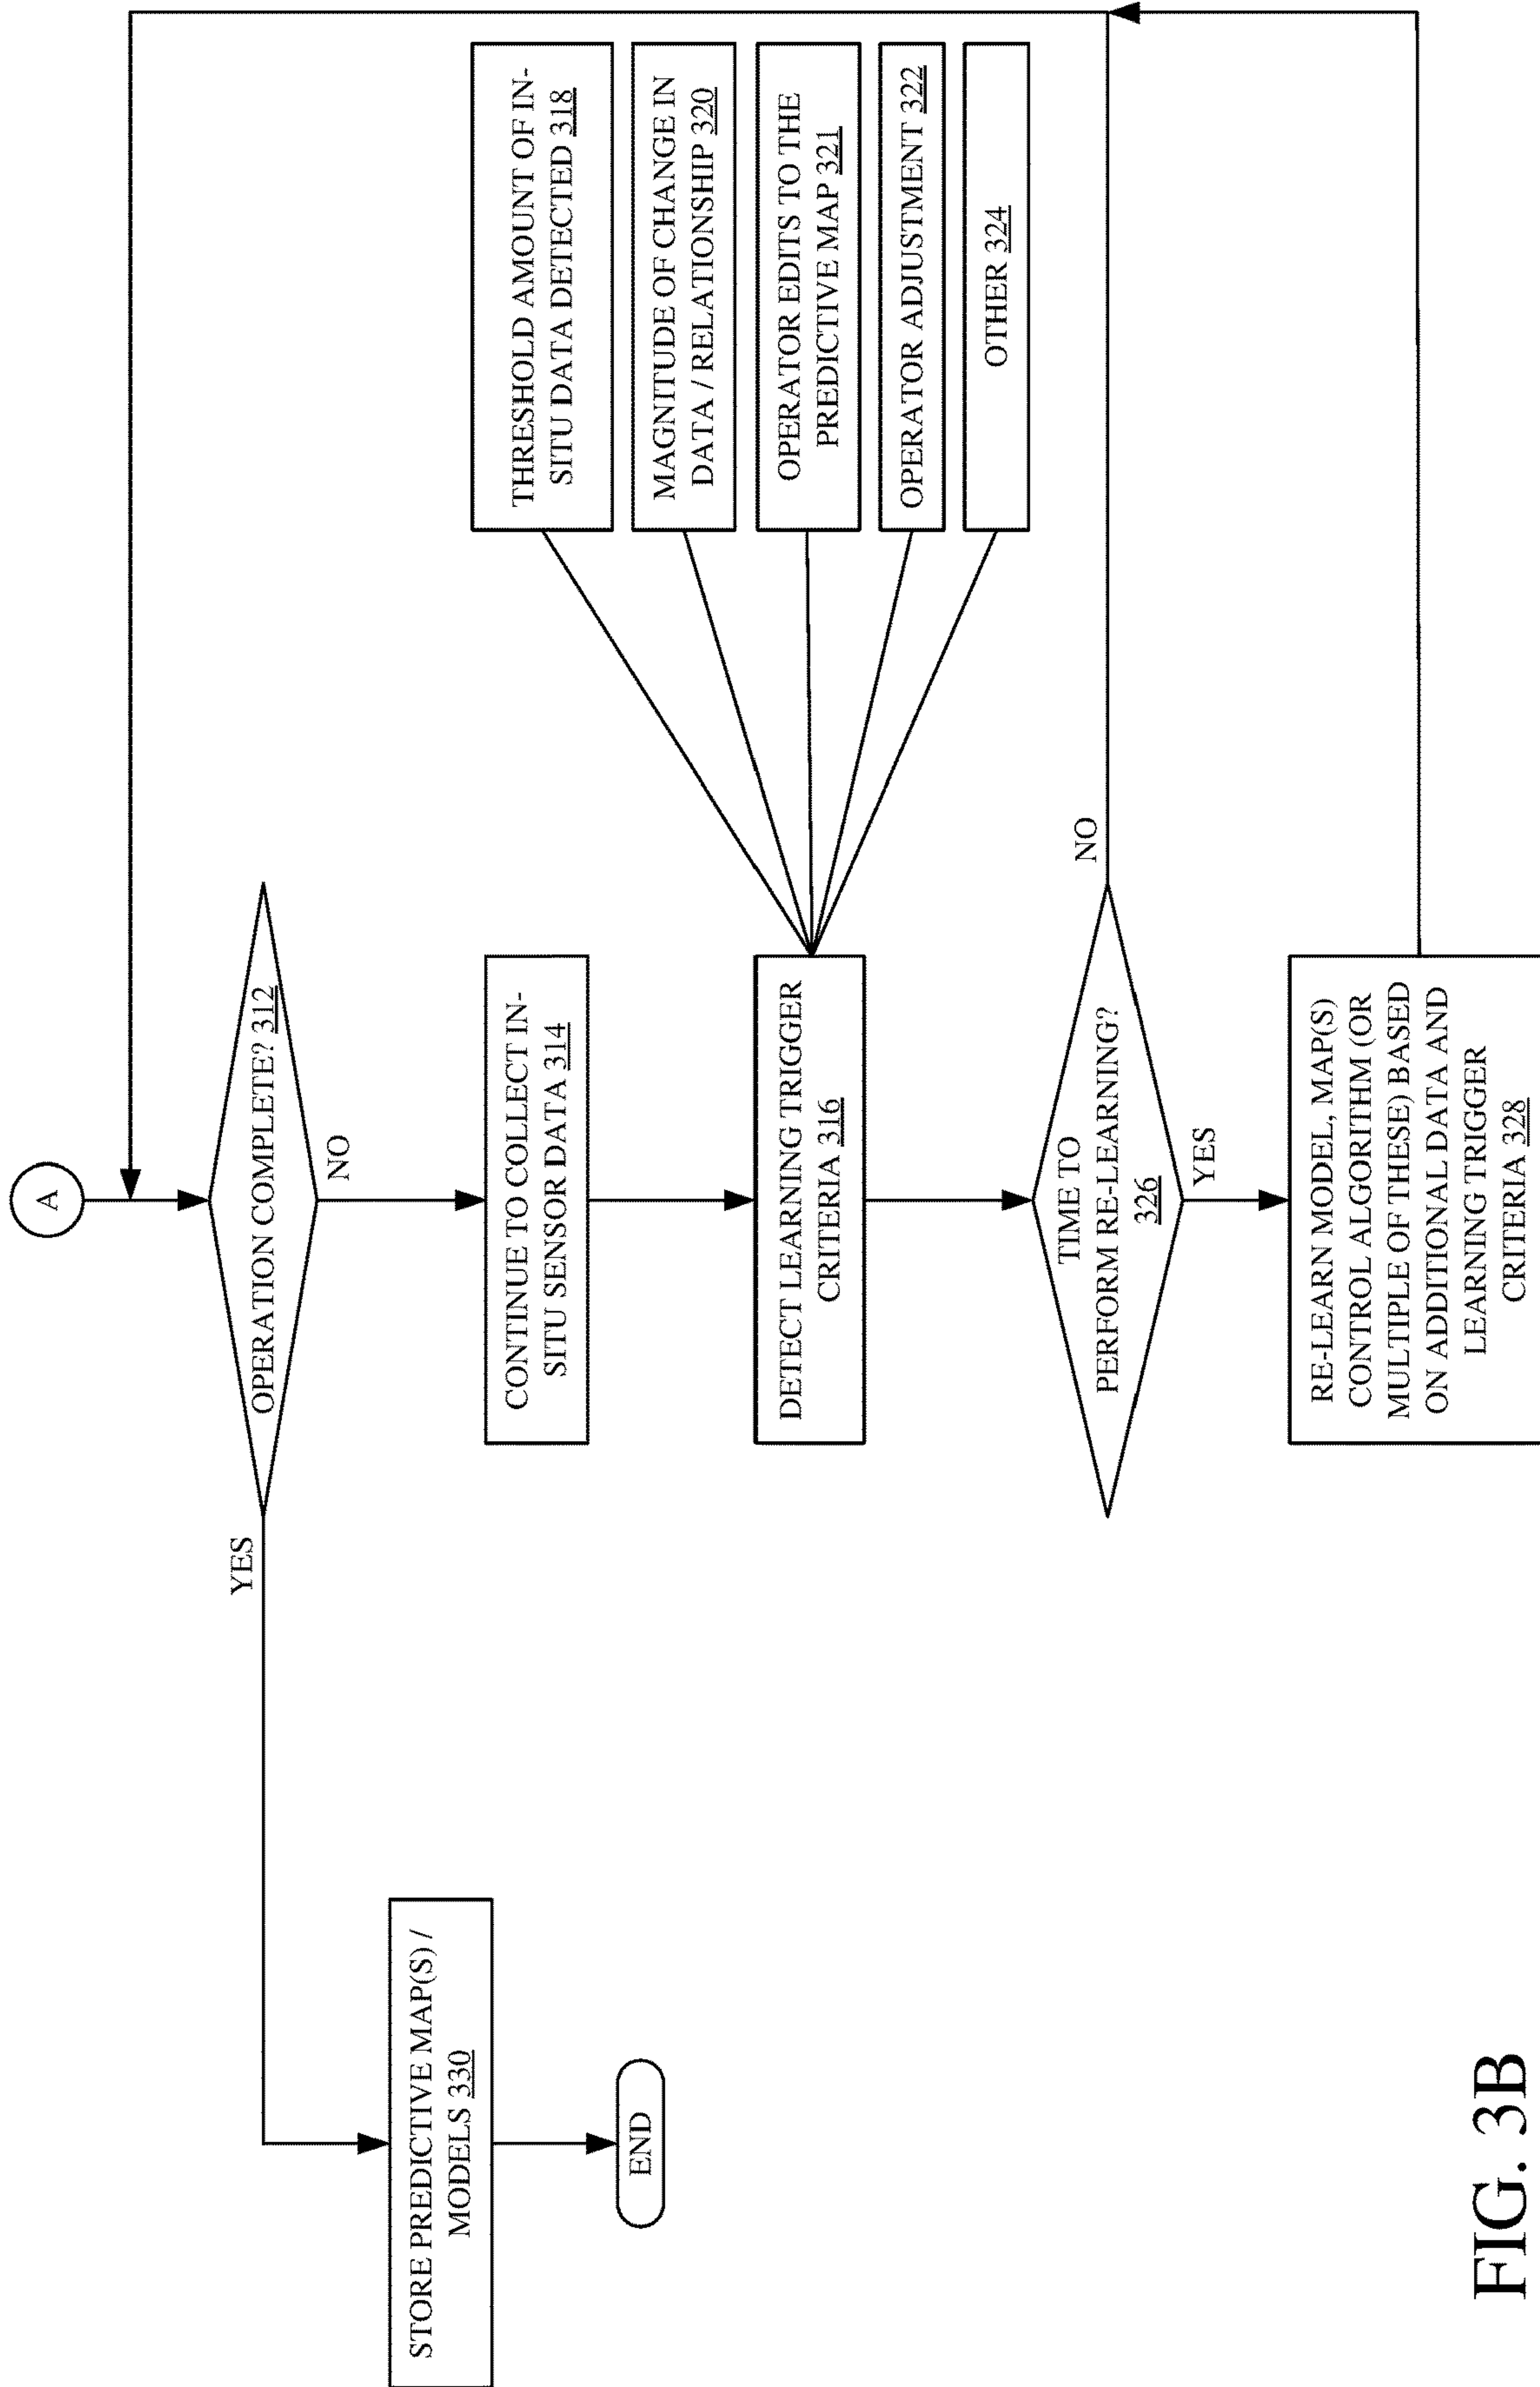 A
OPERATION COMPLETE? 312
YES
NO
STORE PREDICTIVE MAP(S) /
MODELS 330
END
CONTINUE TO COLLECT IN-
SITU SENSOR DATA 314
DETECT LEARNING TRIGGER
CRITERIA 316
THRESHOLD AMOUNT OF IN-
SITU DATA DETECTED 318
MAGNITUDE OF CHANGE IN
DATA / RELATIONSHIP 320
OPERATOR EDITS TO THE
PREDICTIVE MAP 321
OPERATOR ADJUSTMENT 322
OTHER 324
TIME TO
PERFORM RE-LEARNING?
326
NO
YES
RE-LEARN MODEL, MAP(S)
CONTROL ALGORITHM (OR
MULTIPLE OF THESE) BASED
ON ADDITIONAL DATA AND
LEARNING TRIGGER
CRITERIA 328
FIG. 3B